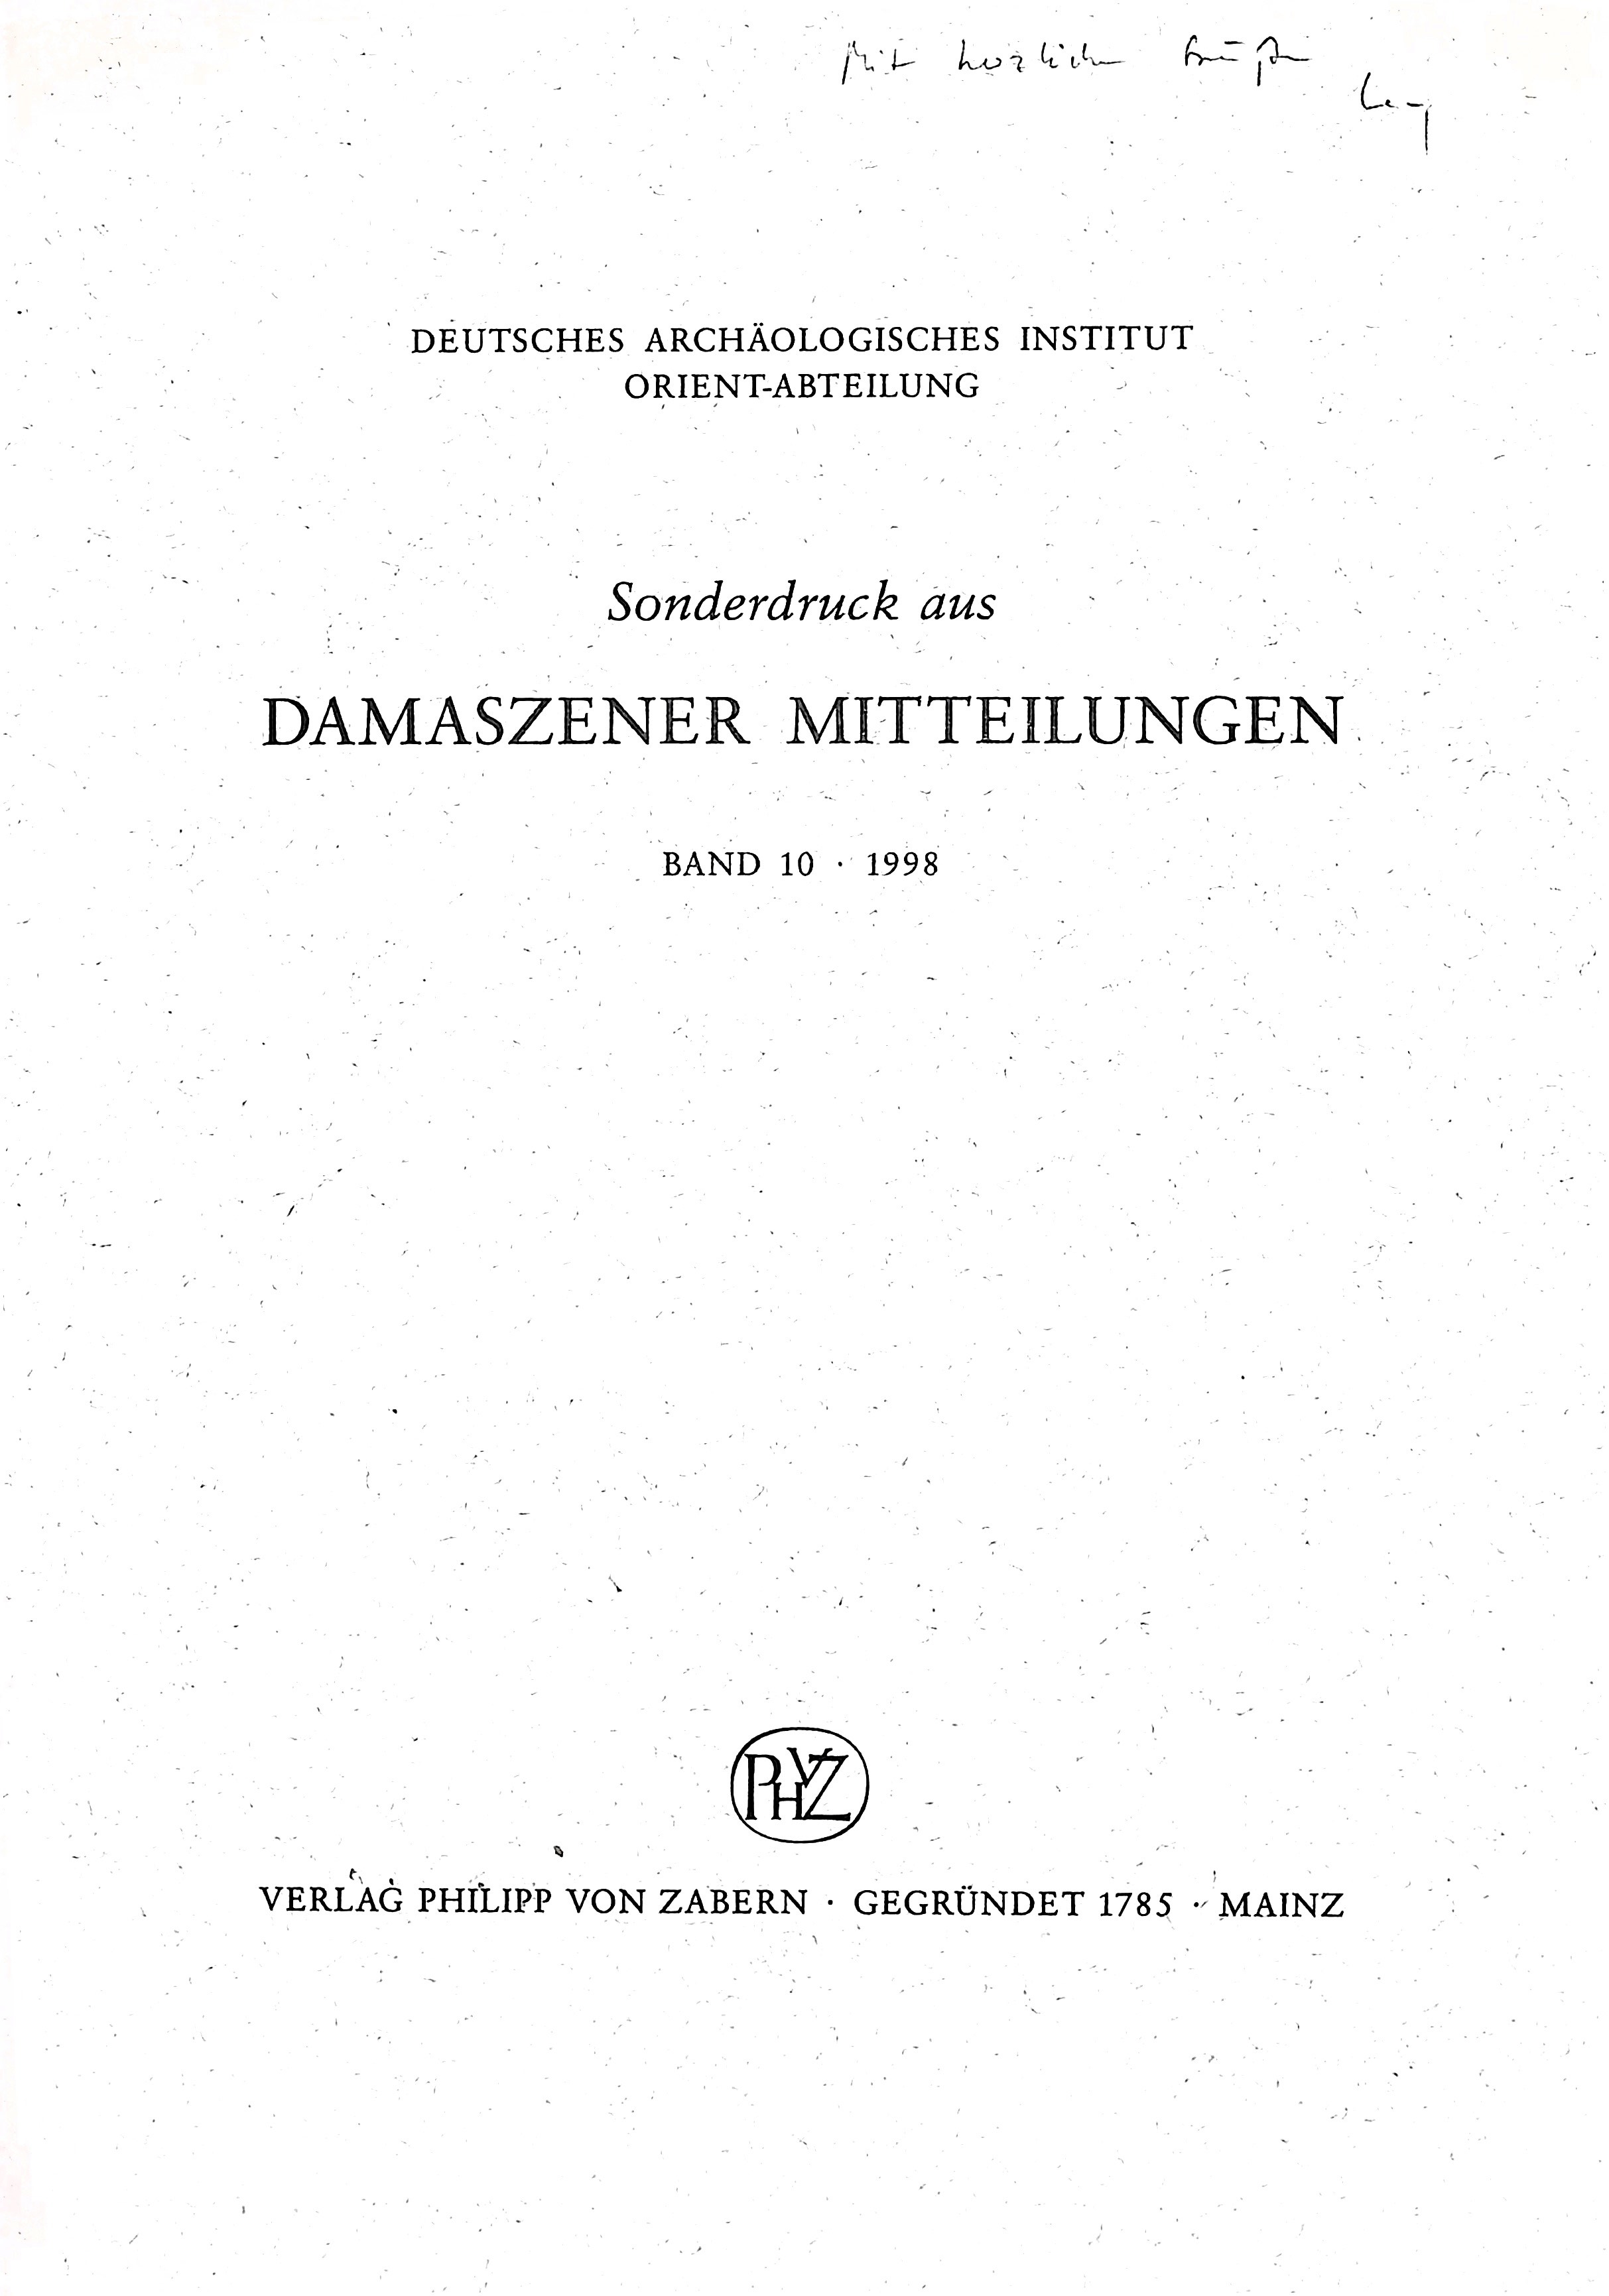 Mit herzlichen Grüßen
DEUTSCHES ARCHÄOLOGISCHES INSTITUT
ORIENT-ABTEILUNG
Sonderdruck aus
DAMASZENER MITTEILUNGEN
BAND 10 · 1998
PHVZ
VERLAG PHILIPP VON ZABERN · GEGRÜNDET 1785 · MAINZ